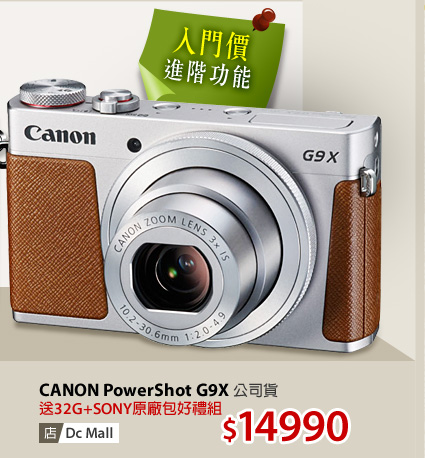 入門價
進階功能
Canon
G9X
CANON ZOOM LENS 3x IS
10.2-30.6mm 1:2.0-4.9
CANON PowerShot G9X 公司貨
送32G+SONY原廠包好禮組
店 Dc Mall
$14990